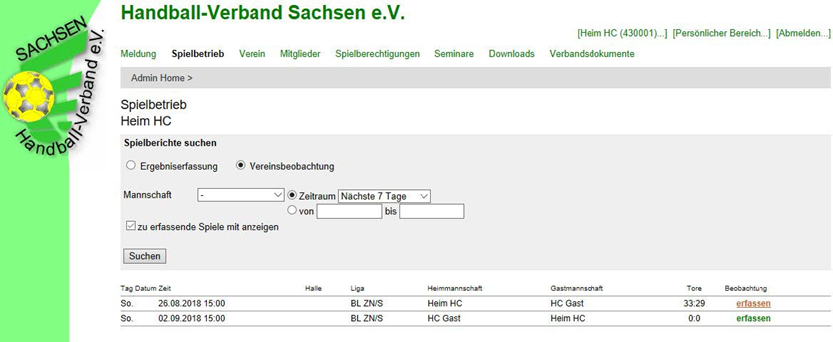 SACHSEN
Handball-Verband e.V.
Handball-Verband Sachsen e.V.
[Heim HC (430001)...] [Persönlicher Bereich...] [Abmelden...]
Meldung Spielbetrieb Verein Mitglieder Spielberechtigungen Seminare Downloads Verbandsdokumente
Admin Home >
Spielbetrieb
Heim HC
Spielberichte suchen
Ergebniserfassung Vereinsbeobachtung
Mannschaft - Zeitraum Nächste 7 Tage
von bis
zu erfassende Spiele mit anzeigen
Suchen
Tag Datum Zeit Halle Liga Heimmannschaft Gastmannschaft Tore Beobachtung
So. 26.08.2018 15:00 BL ZN/S Heim HC HC Gast 33:29 erfassen
So. 02.09.2018 15:00 BL ZN/S HC Gast Heim HC 0:0 erfassen